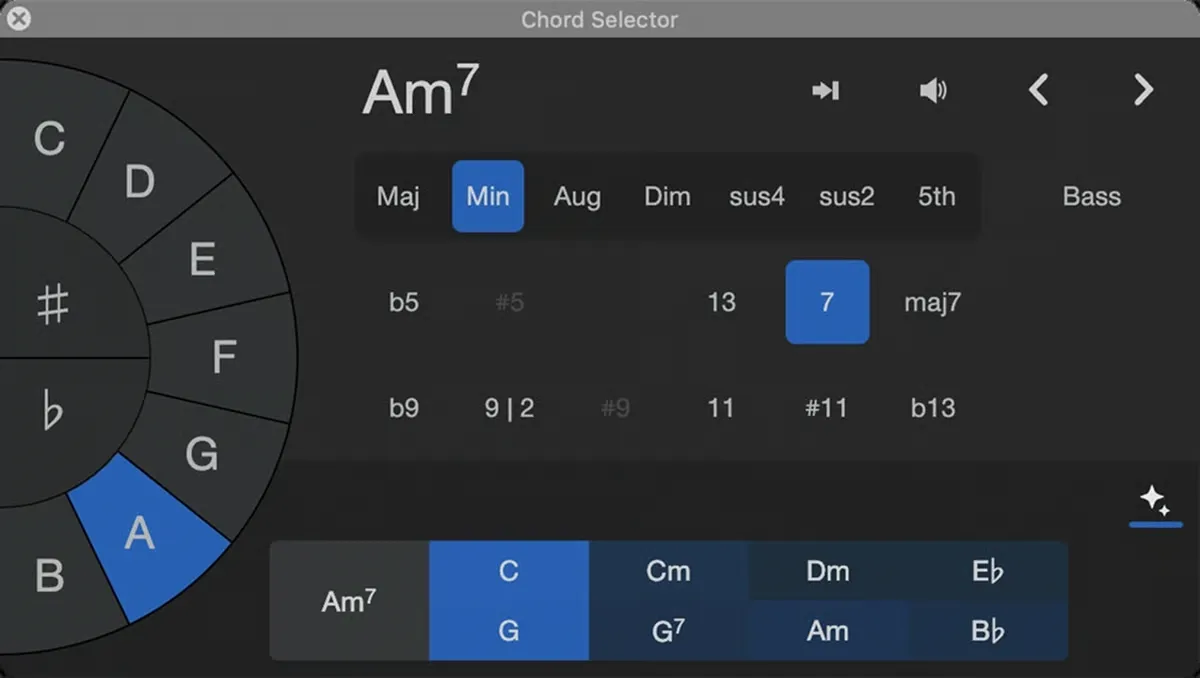 Chord Selector
C
D
E
F
G
A
B
♯
♭
Am⁷
Maj Min Aug Dim sus4 sus2 5th Bass
b5 #5 13 7 maj7
b9 9|2 #9 11 #11 b13
Am⁷
C Cm Dm E♭
G G⁷ Am B♭